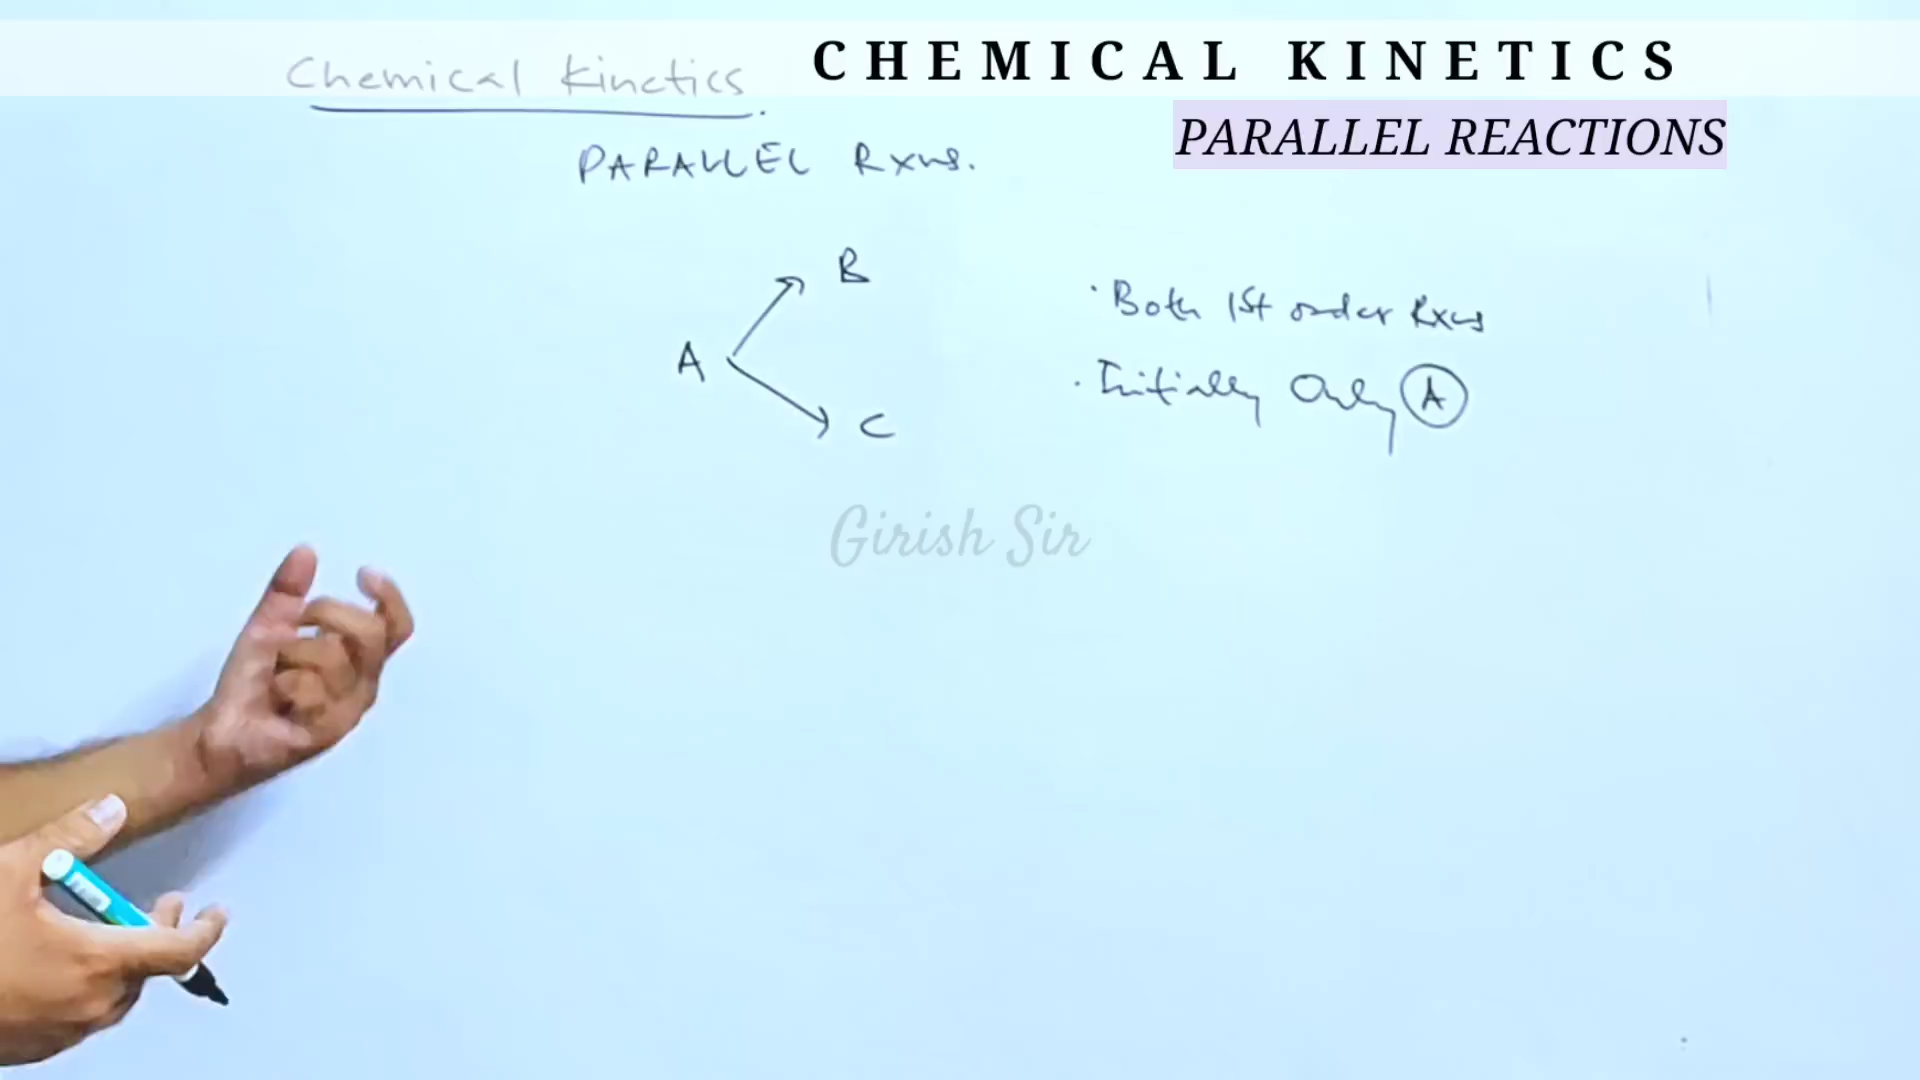 CHEMICAL KINETICS
Chemical Kinetics.
PARALLEL REACTIONS
PARALLEL Rxns.
B
A
C
· Both 1st order Rxns
· Initially Only A
Girish Sir